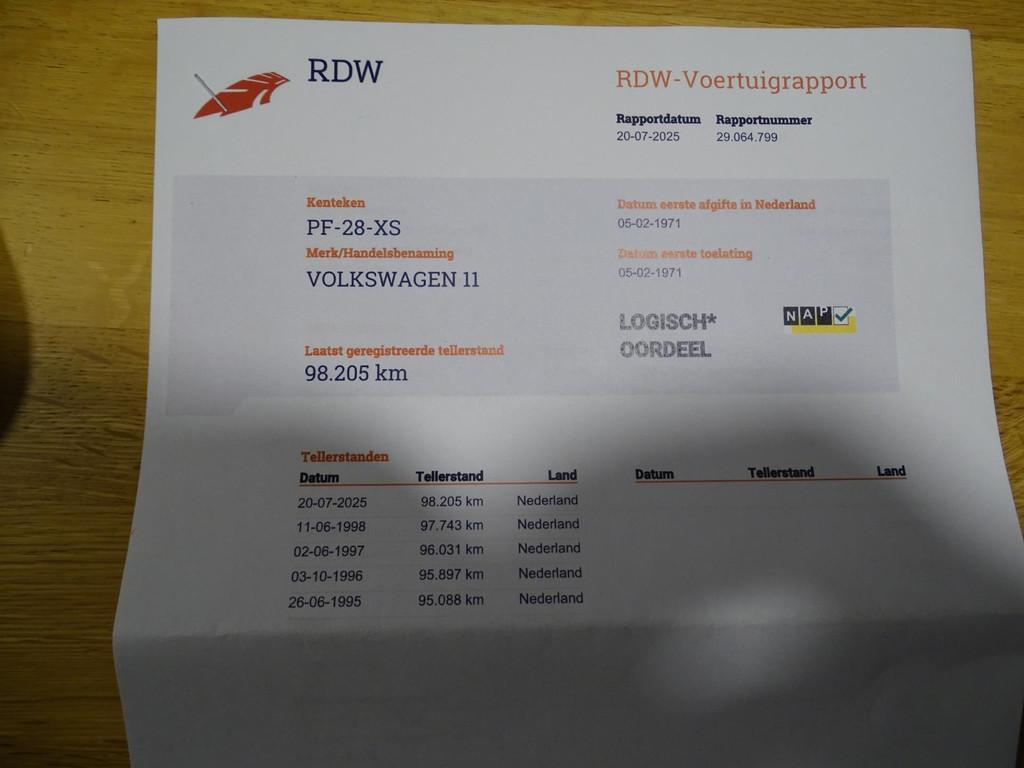 RDW
RDW-Voertuigrapport
Rapportdatum Rapportnummer
20-07-2025 29.064.799
Kenteken
PF-28-XS
Merk/Handelsbenaming
VOLKSWAGEN 11
Laatst geregistreerde tellerstand
98.205 km
Datum eerste afgifte in Nederland
05-02-1971
Datum eerste toelating
05-02-1971
LOGISCH*
OORDEEL
NAP
Tellerstanden
Datum Tellerstand Land
20-07-2025 98.205 km Nederland
11-06-1998 97.743 km Nederland
02-06-1997 96.031 km Nederland
03-10-1996 95.897 km Nederland
26-06-1995 95.088 km Nederland
Datum Tellerstand Land